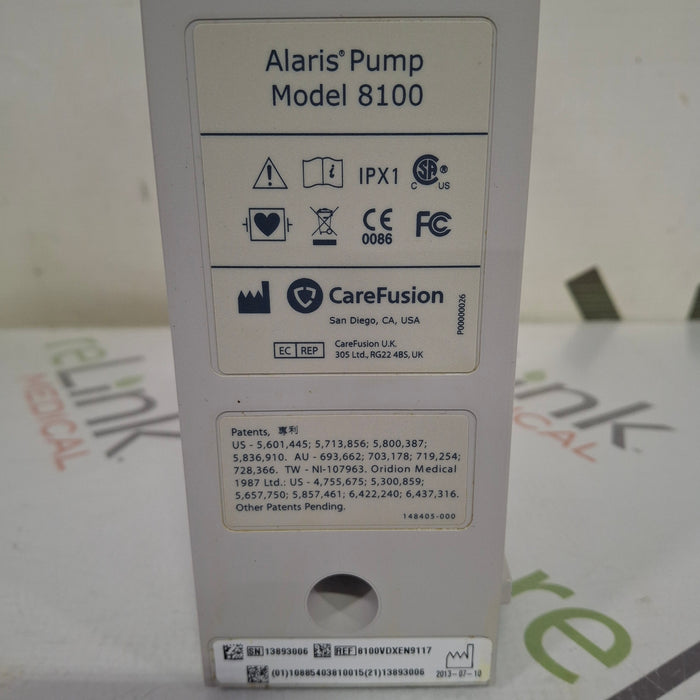 Alaris® Pump
Model 8100
i IPX1 CSA® C US
CE 0086 FC
CareFusion
San Diego, CA, USA
P00000026
EC REP CareFusion U.K.
305 Ltd., RG22 4BS, UK
Patents, 專利
US - 5,601,445; 5,713,856; 5,800,387;
5,836,910. AU - 693,662; 703,178; 719,254;
728,366. TW - NI-107963. Oridion Medical
1987 Ltd.: US - 4,755,675; 5,300,859;
5,657,750; 5,857,461; 6,422,240; 6,437,316.
Other Patents Pending.
148405-000
SN 13893006 REF 8100VDXEN9117
(01)10885403810015(21)13893006 2013-07-10
reLink
MEDICAL